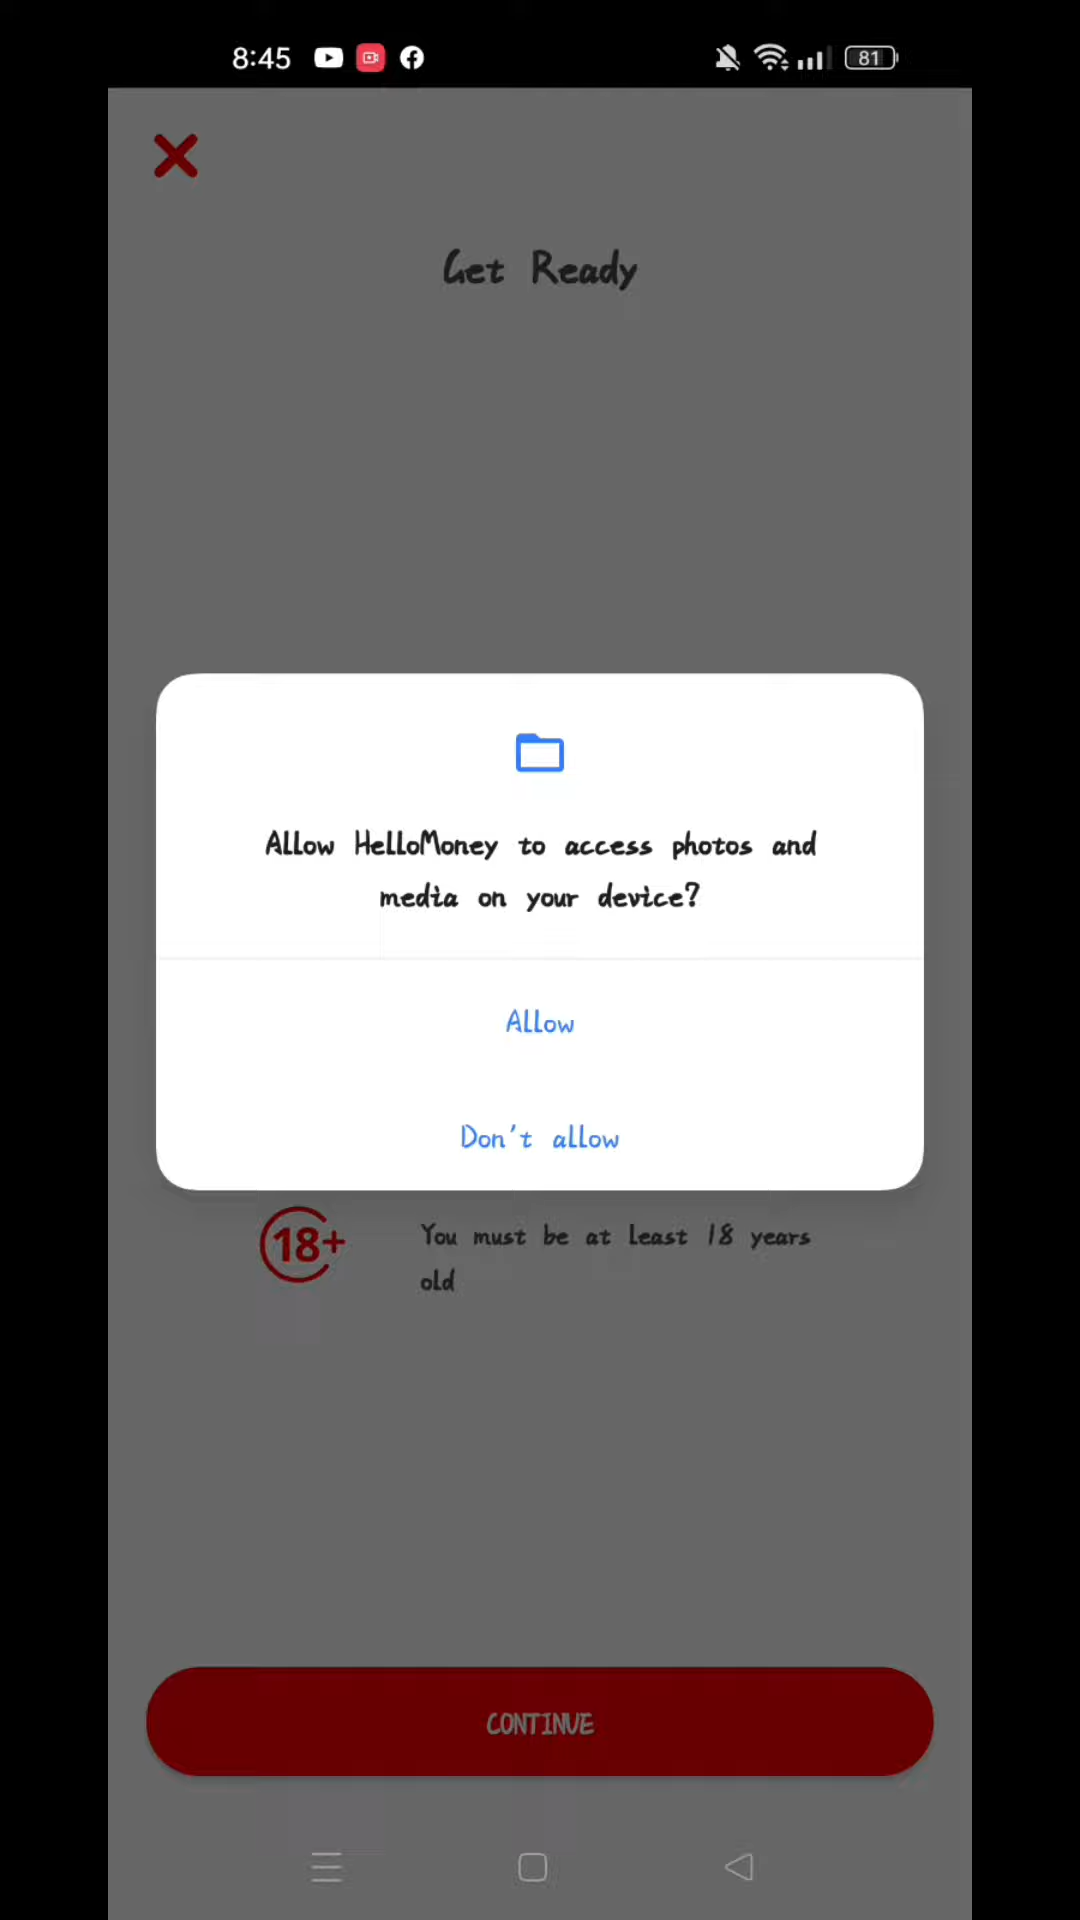 8:45
81
Get Ready
Allow HelloMoney to access photos and
media on your device?
Allow
Don't allow
18+
You must be at least 18 years
old
CONTINUE